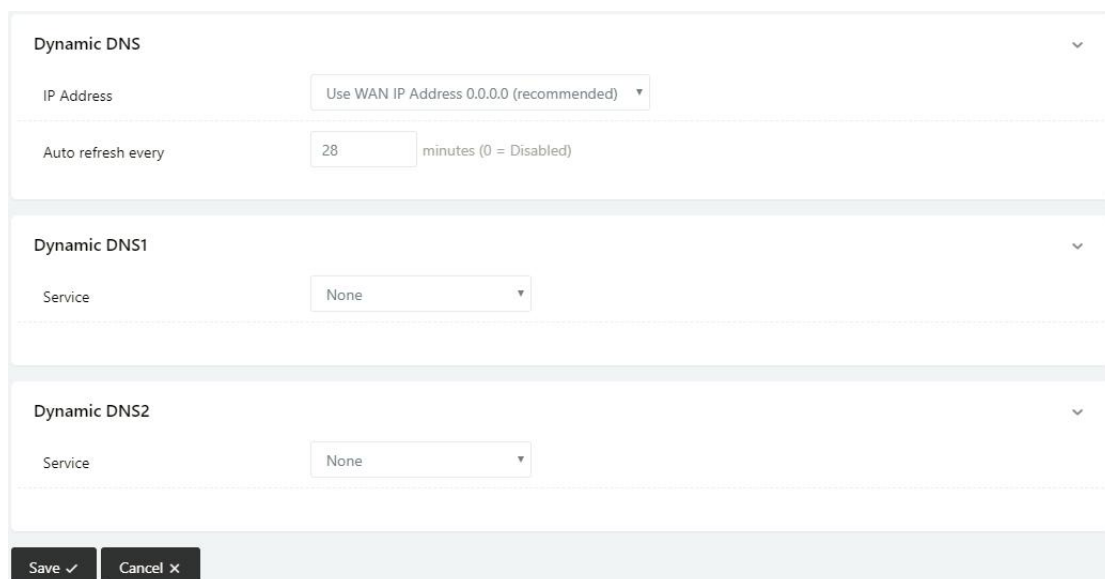 Dynamic DNS
IP Address Use WAN IP Address 0.0.0.0 (recommended)
Auto refresh every 28 minutes (0 = Disabled)
Dynamic DNS1
Service None
Dynamic DNS2
Service None
Save Cancel